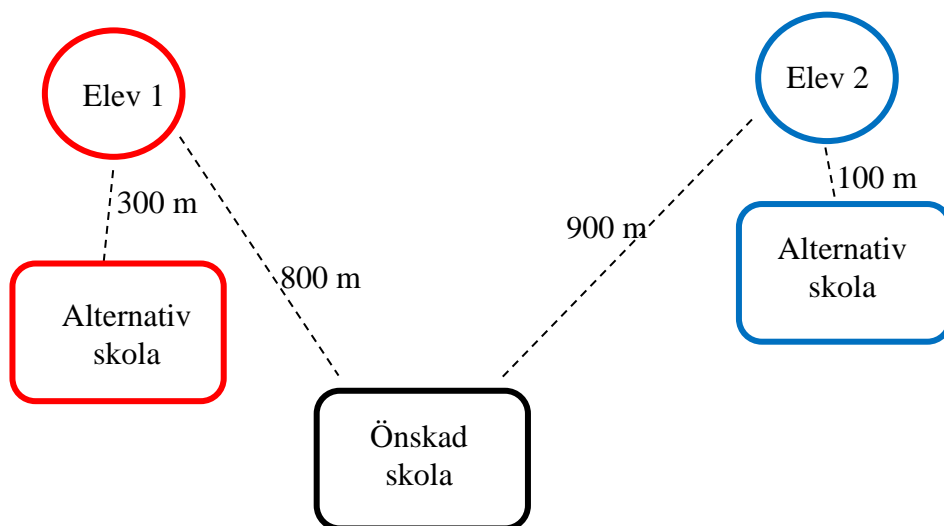 Elev 1
Elev 2
300 m
100 m
900 m
800 m
Alternativ
skola
Alternativ
skola
Önskad
skola